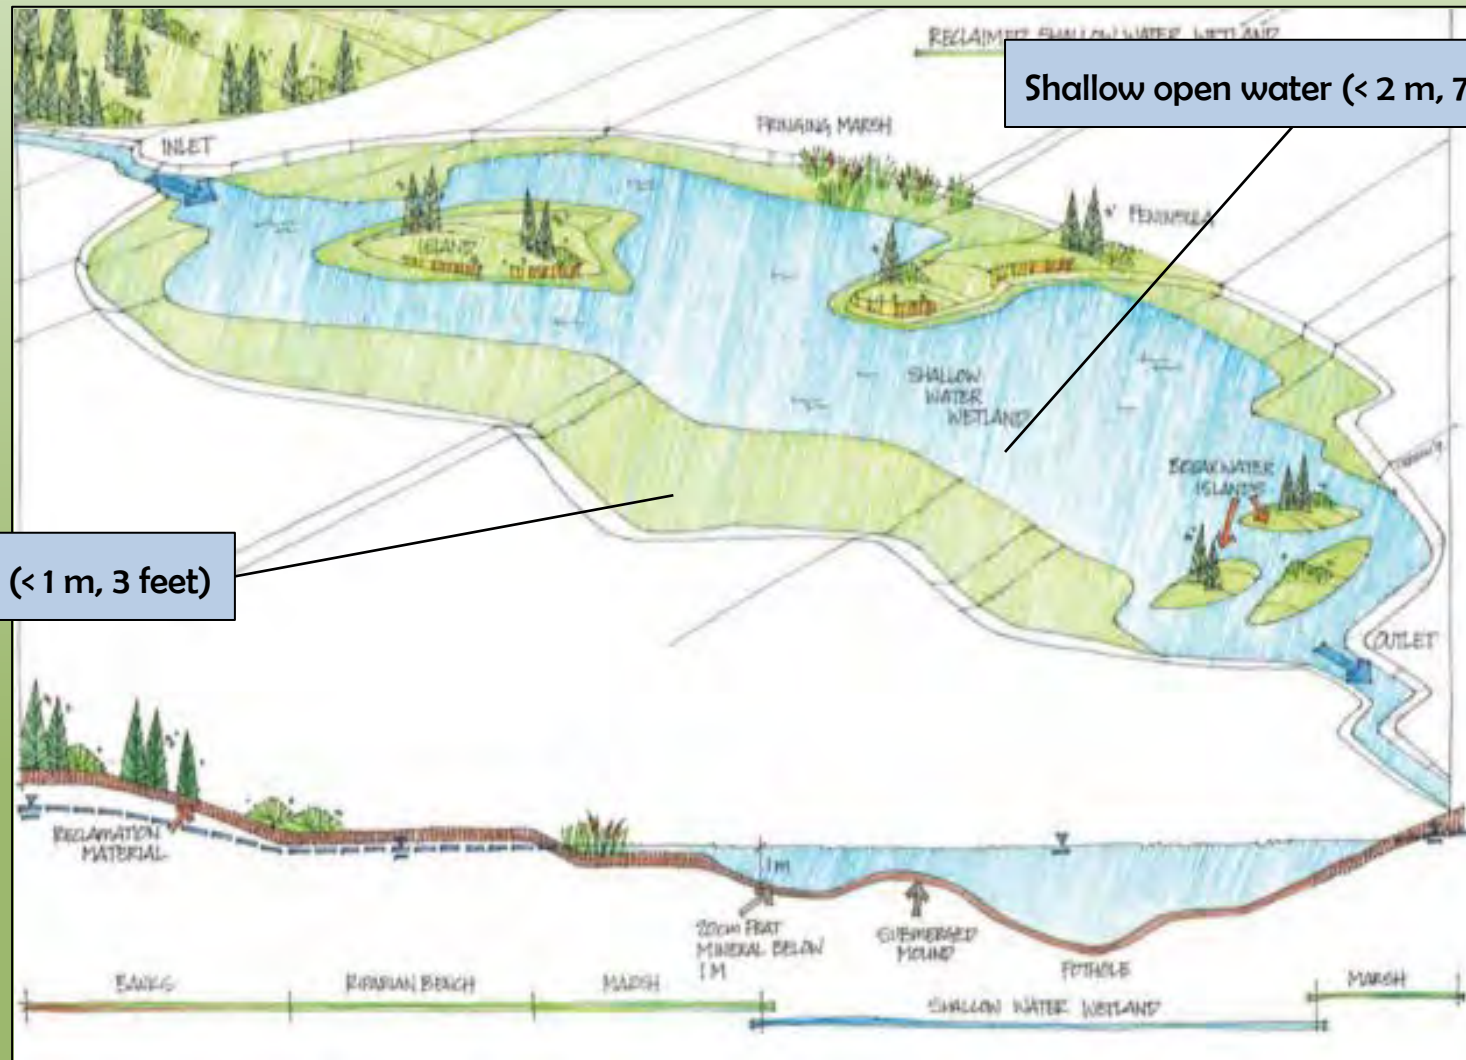 RECLAIMED SHALLOW WATER WETLAND
Shallow open water (< 2 m, 7
FRINGING MARSH
INLET
PENINSULA
ISLAND
SHALLOW
WATER
WETLAND
BREAKWATER
ISLANDS
(< 1 m, 3 feet)
OUTLET
RECLAMATION
MATERIAL
1M
20cm PEAT
MINERAL BELOW
1M
SUBMERGED
MOUND
POTHOLE
BANKS
RIPARIAN BENCH
MARSH
SHALLOW WATER WETLAND
MARSH